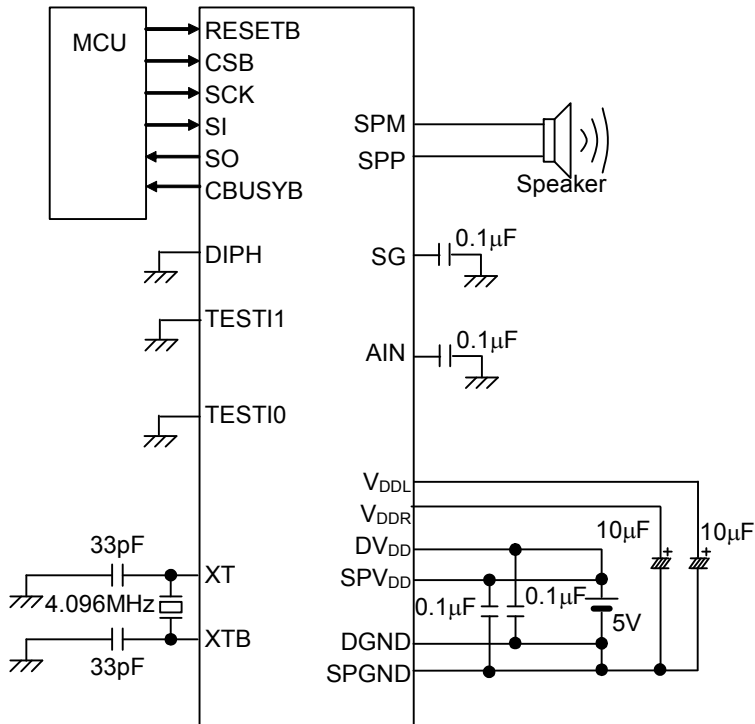 MCU
RESETB
CSB
SCK
SI
SO
CBUSYB
DIPH
TESTI1
TESTI0
33pF
XT
4.096MHz
XTB
33pF
SPM
SPP
Speaker
SG
0.1μF
AIN
0.1μF
VDDL
VDDR
DVDD
SPVDD
DGND
SPGND
0.1μF
0.1μF
5V
10μF
10μF
+
+